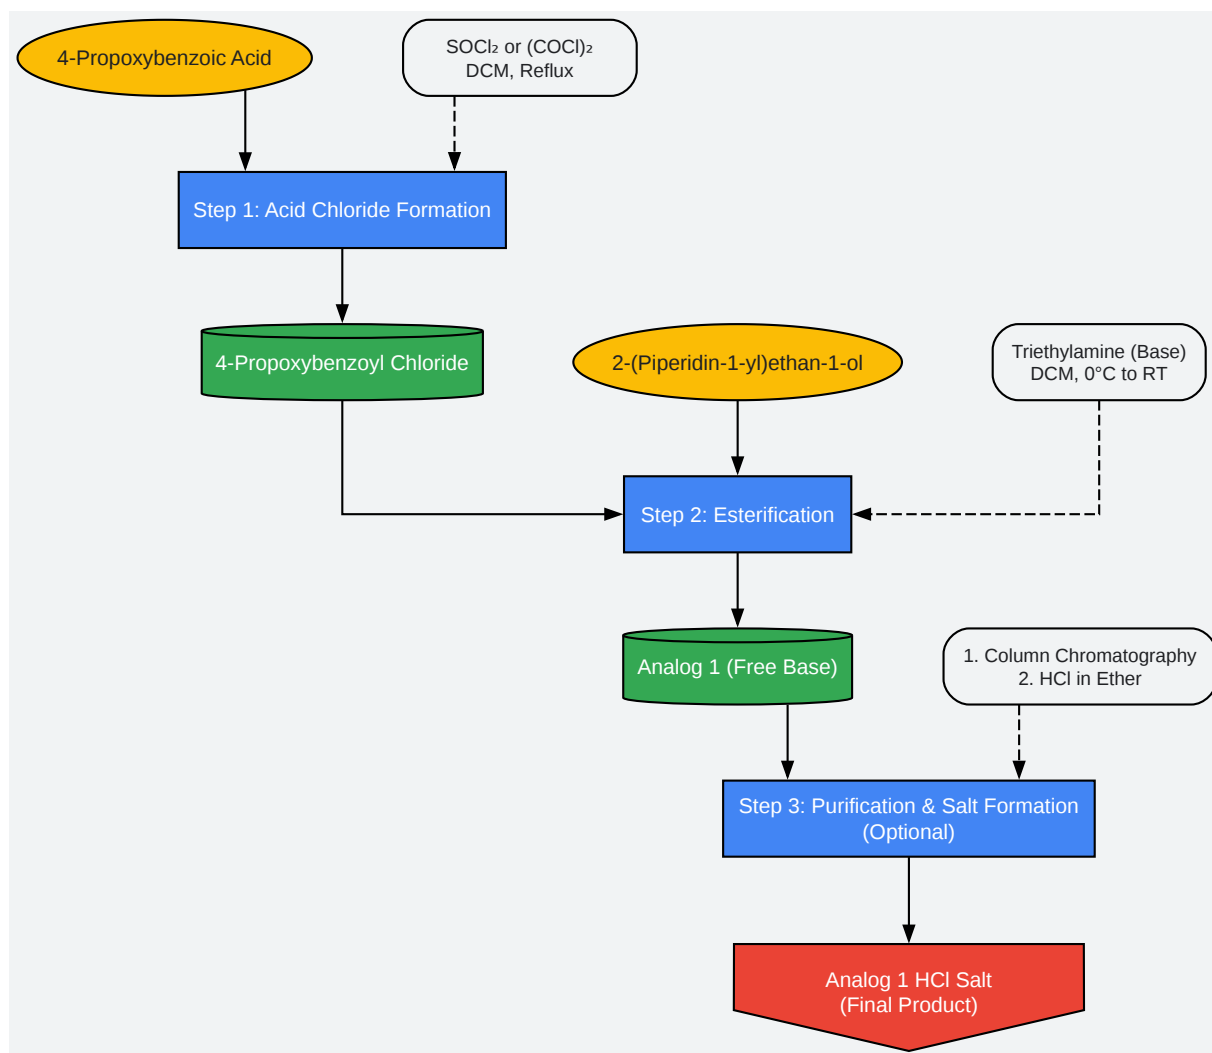 4-Propoxybenzoic Acid
SOCl₂ or (COCl)₂
DCM, Reflux
Step 1: Acid Chloride Formation
4-Propoxybenzoyl Chloride
2-(Piperidin-1-yl)ethan-1-ol
Triethylamine (Base)
DCM, 0°C to RT
Step 2: Esterification
Analog 1 (Free Base)
1. Column Chromatography
2. HCl in Ether
Step 3: Purification & Salt Formation
(Optional)
Analog 1 HCl Salt
(Final Product)